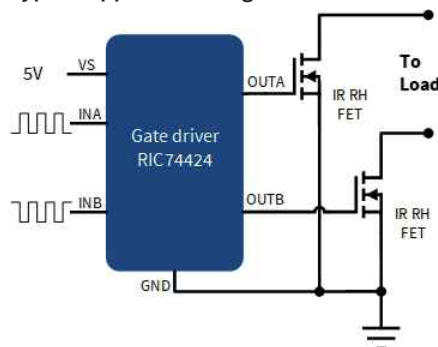 5V
VS
INA
INB
Gate driver
RIC74424
OUTA
OUTB
GND
IR RH
FET
IR RH
FET
To
Load